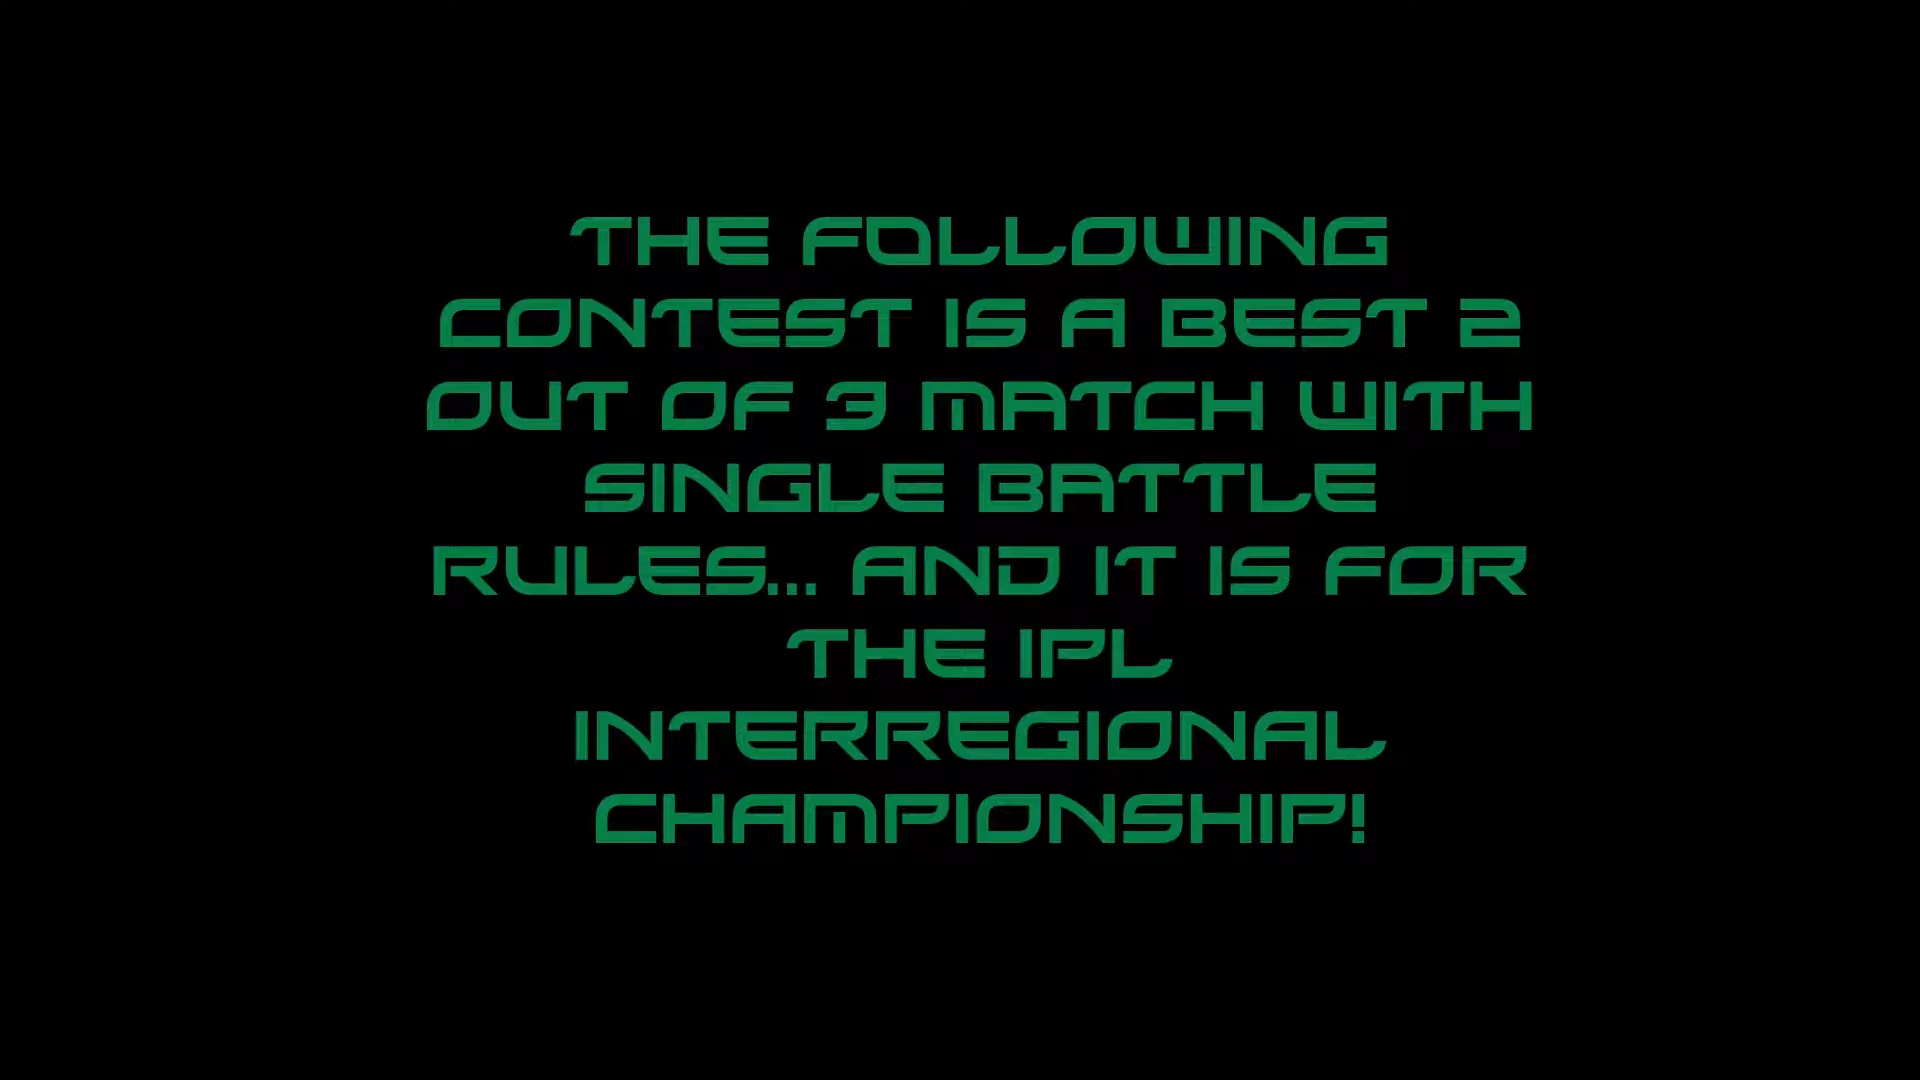 THE FOLLOWING
CONTEST IS A BEST 2
OUT OF 3 MATCH WITH
SINGLE BATTLE
RULES... AND IT IS FOR
THE IPL
INTERREGIONAL
CHAMPIONSHIP!